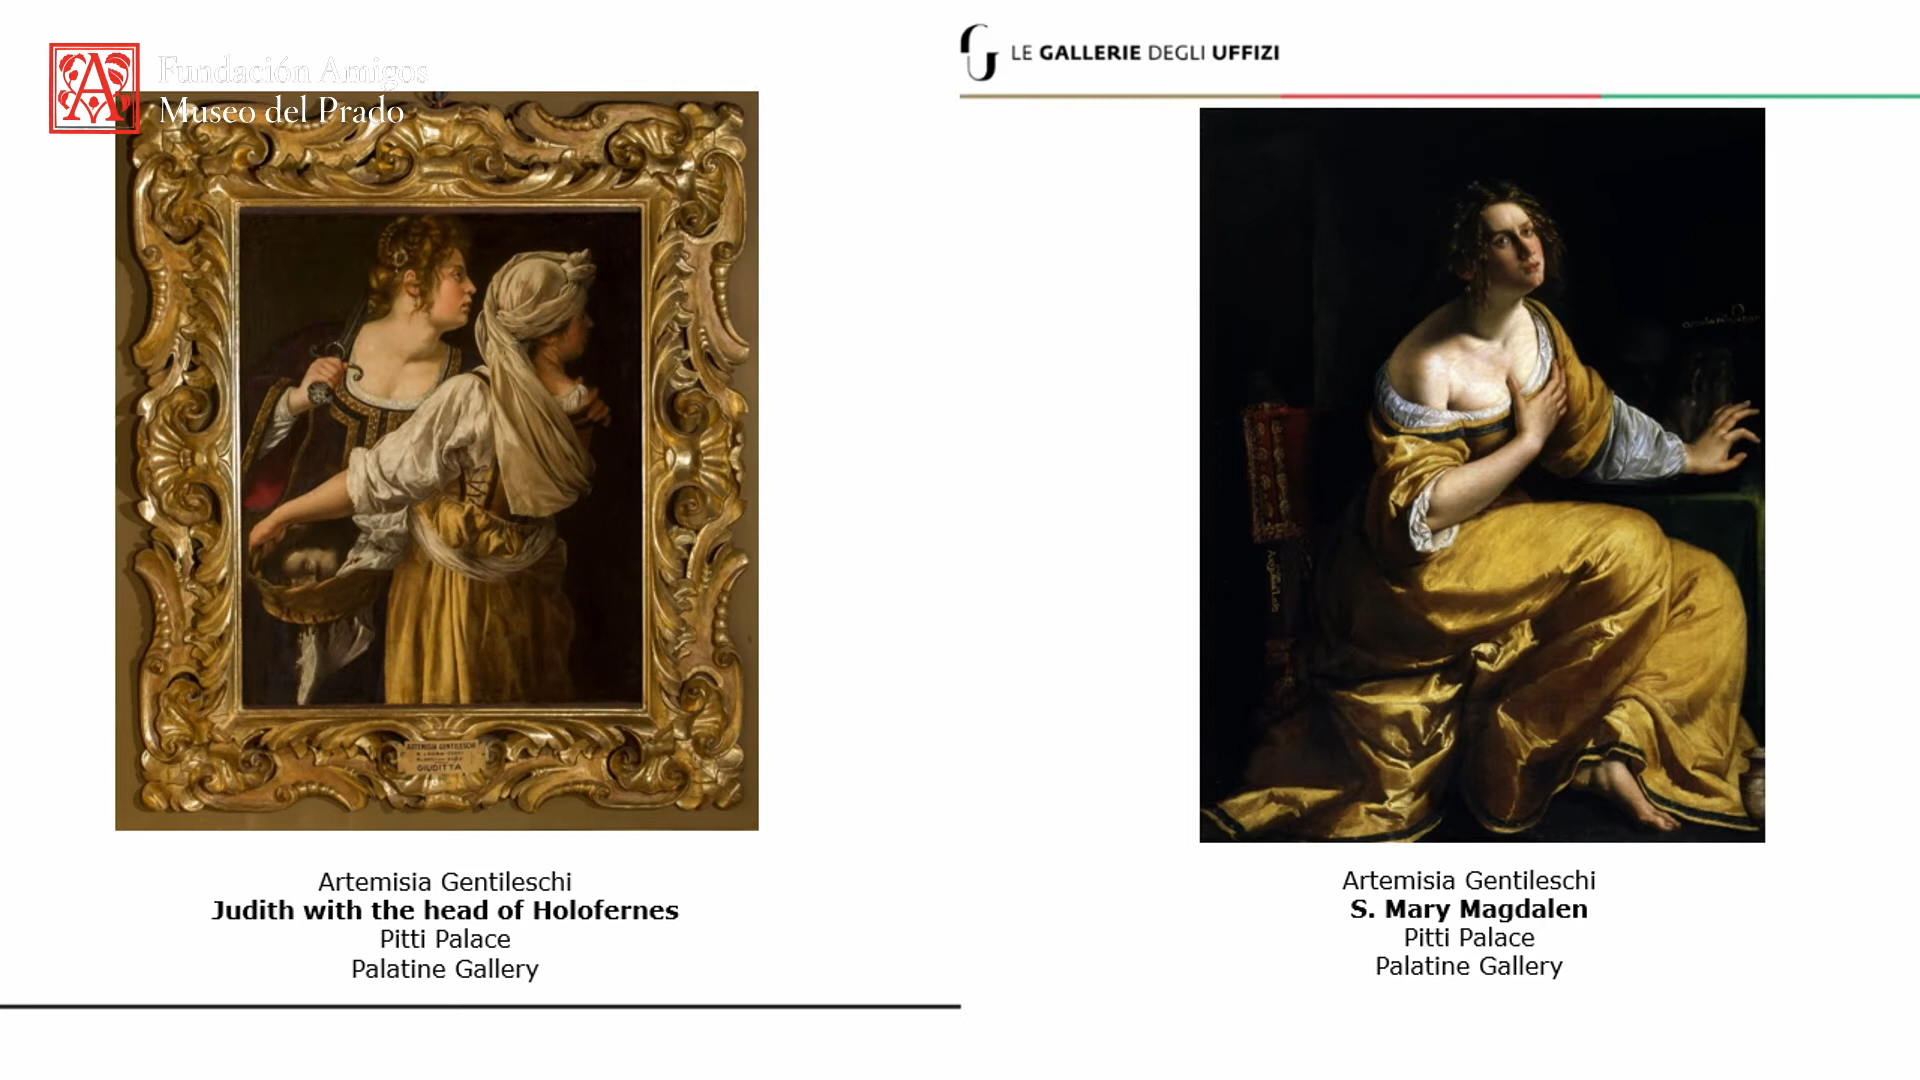 Fundación Amigos
Museo del Prado
LE GALLERIE DEGLI UFFIZI
ARTEMISIA GENTILESCHI
GIUDITTA
Artemisia Gentileschi
Judith with the head of Holofernes
Pitti Palace
Palatine Gallery
Artemisia Gentileschi
S. Mary Magdalen
Pitti Palace
Palatine Gallery